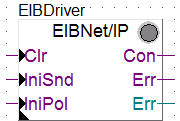 EIBDriver
EIBNet/IP
Clr Con
IniSnd Err
IniPol Err